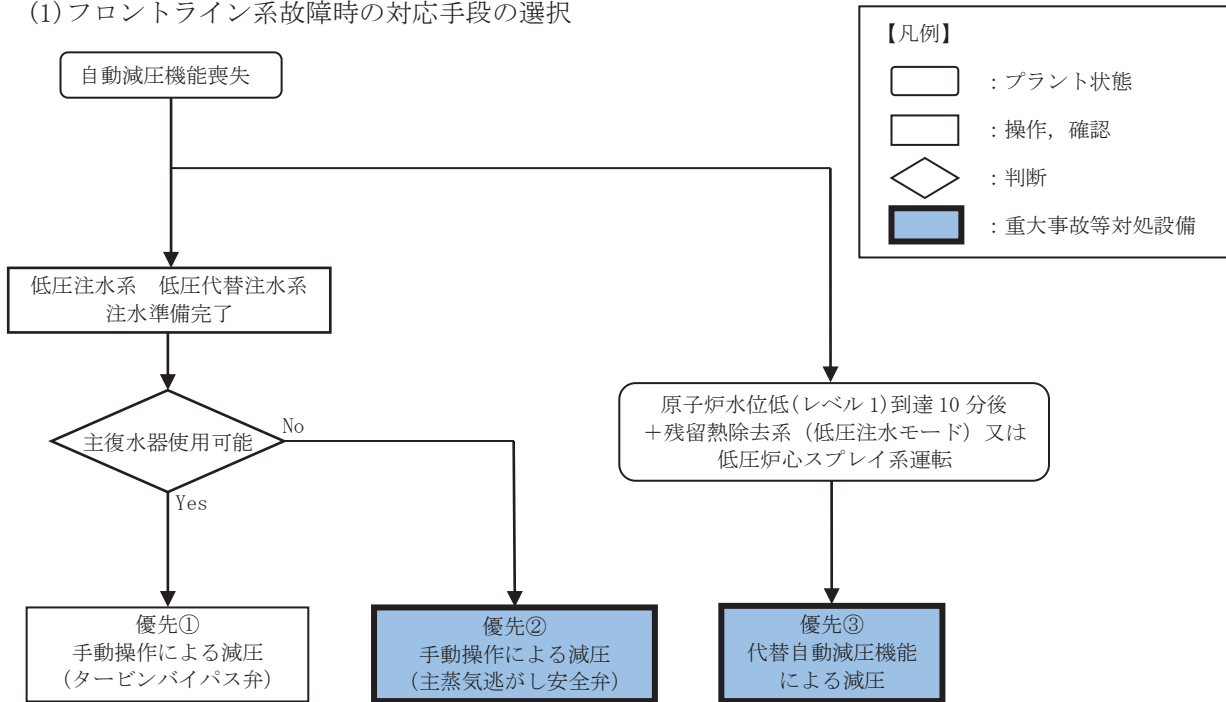 (1)フロントライン系故障時の対応手段の選択
自動減圧機能喪失
【凡例】
：プラント状態
：操作，確認
：判断
：重大事故等対処設備
低圧注水系　低圧代替注水系
注水準備完了
主復水器使用可能
No
Yes
原子炉水位低(レベル 1)到達 10 分後
＋残留熱除去系（低圧注水モード）又は
低圧炉心スプレイ系運転
優先①
手動操作による減圧
(タービンバイパス弁)
優先②
手動操作による減圧
(主蒸気逃がし安全弁)
優先③
代替自動減圧機能
による減圧